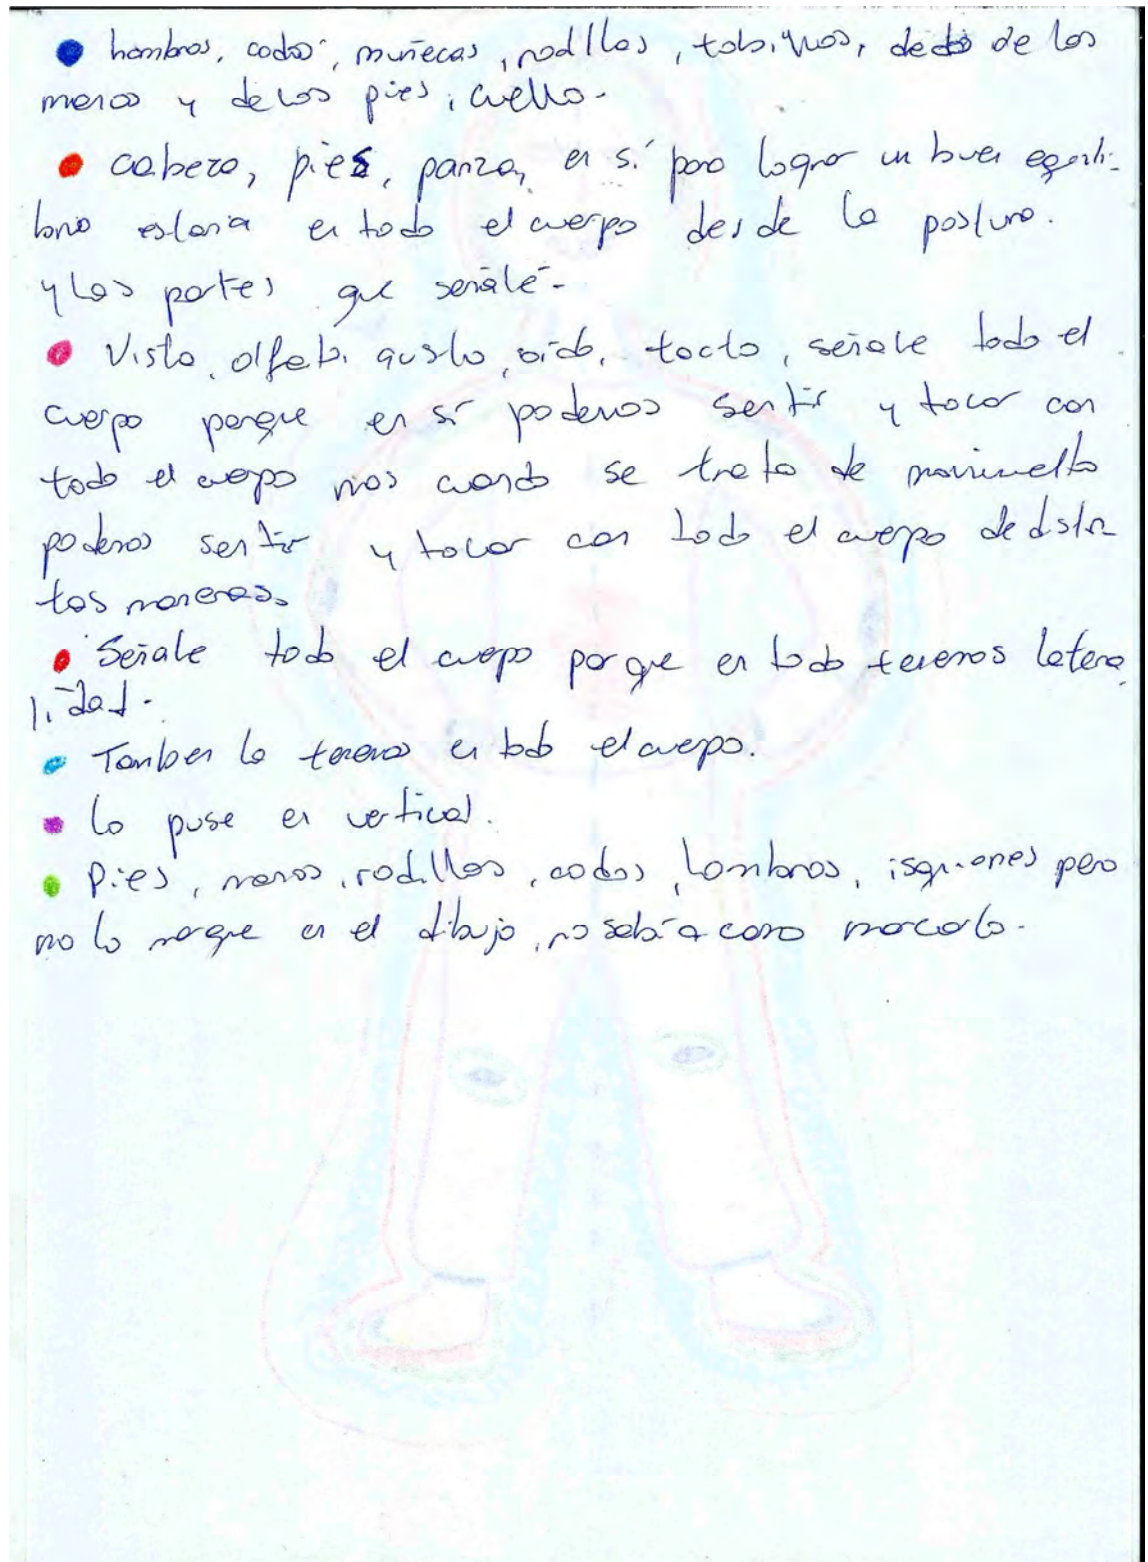 hombros, codos, muñecas, rodillas, tobillos, dedos de las
manos y de los pies, cuello.
cabeza, pies, panza, en sí para lograr un buen equili-
brio estaria en todo el cuerpo desde la postura.
y las partes que señalé-
Vista, olfato, gusto, oido, tacto, señale todo el
cuerpo porque en sí podemos sentir y tocar con
todo el cuerpo mas cuando se trata de movimiento
podemos sentir y tocar con todo el cuerpo de distin
tas maneras.
Señale todo el cuerpo porque en todo tenemos latera
lidad.
Tambien lo tenemos en todo el cuerpo.
lo puse en vertical.
Pies, manos, rodillas, codos, hombros, isquiones pero
no lo marque en el dibujo, no sabía como marcarlo.